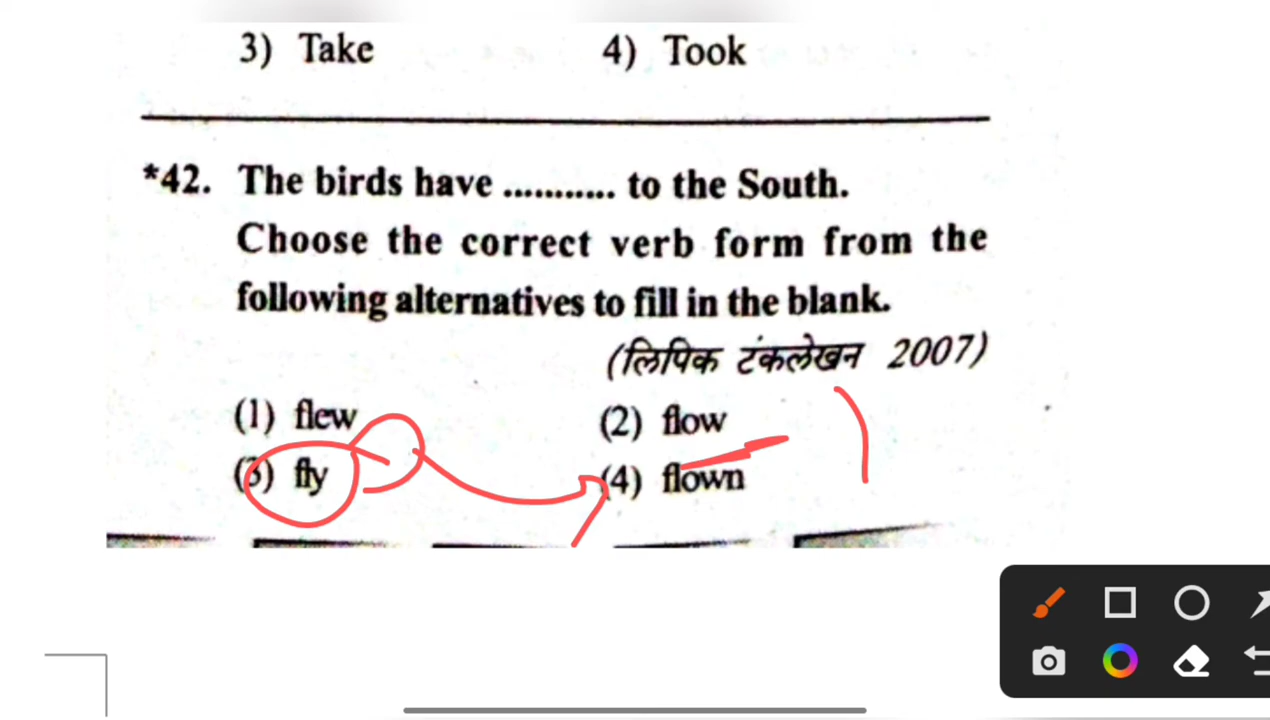 3) Take 4) Took
*42. The birds have ........... to the South.
Choose the correct verb form from the
following alternatives to fill in the blank.
(लिपिक टंकलेखन 2007)
(1) flew (2) flow
(3) fly (4) flown